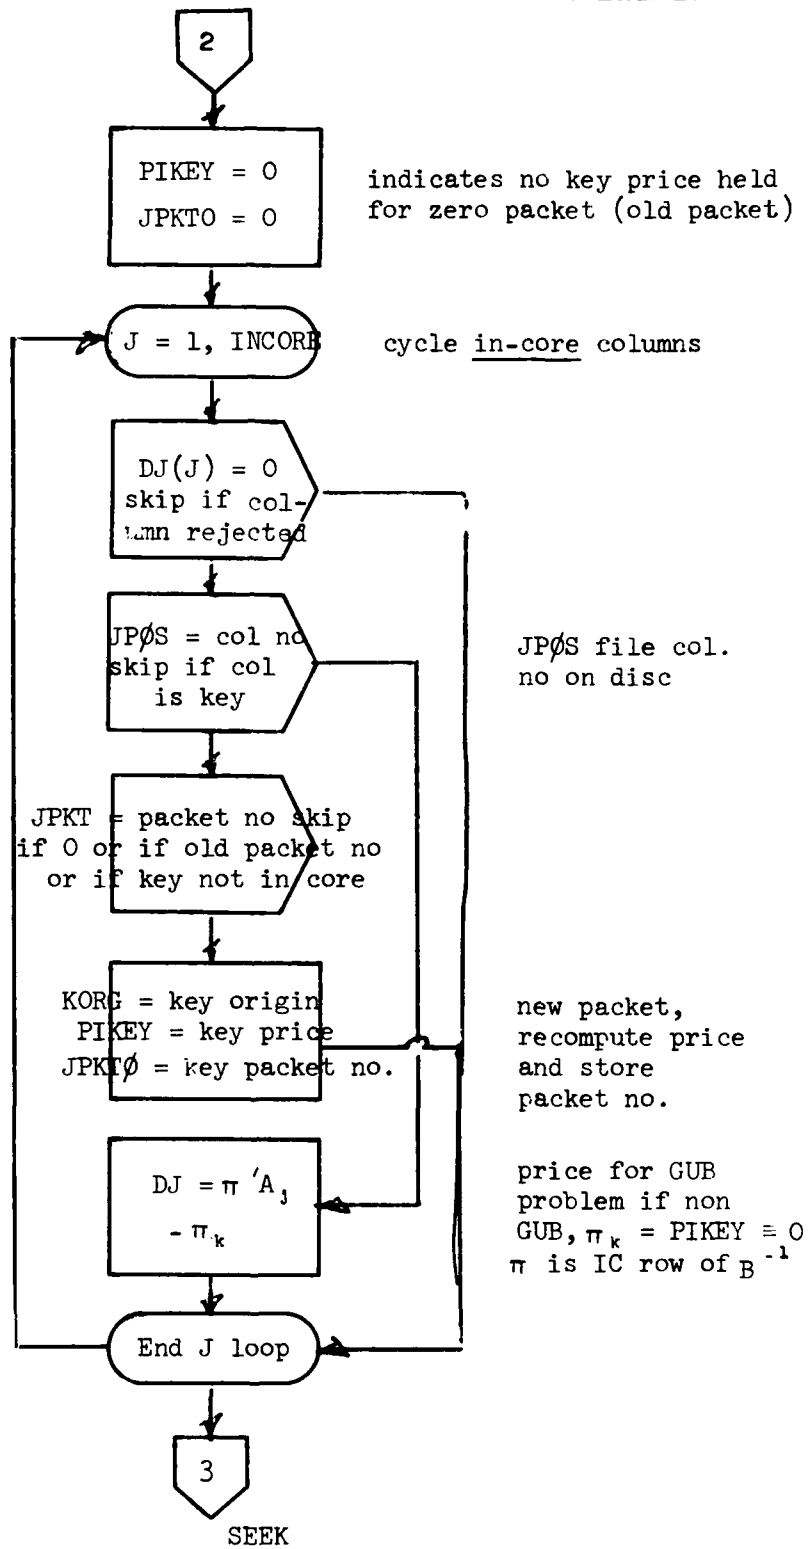 2
PIKEY = 0
JPKTO = 0
indicates no key price held
for zero packet (old packet)
J = 1, INCORE
cycle in-core columns
DJ(J) = 0
skip if col-
umn rejected
JPØS = col no
skip if col
is key
JPØS file col.
no on disc
JPKT = packet no skip
if 0 or if old packet no
or if key not in core
KORG = key origin
PIKEY = key price
JPKTØ = key packet no.
new packet,
recompute price
and store
packet no.
DJ = π'A_j
- π_k
price for GUB
problem if non
GUB, π_k = PIKEY = 0
π is IC row of B^-1
End J loop
3
SEEK